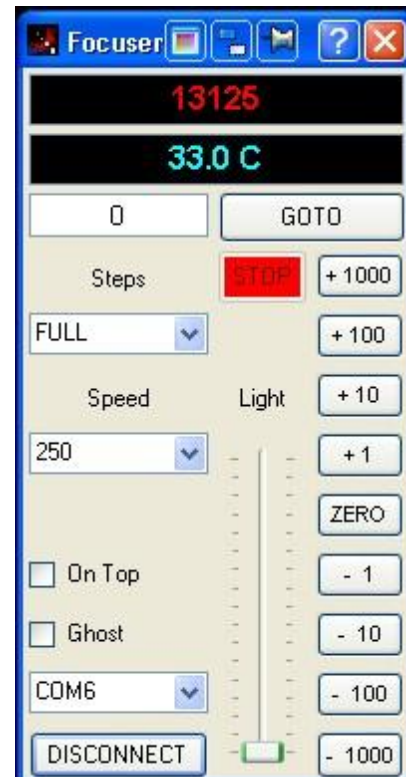 Focuser ?
13125
33.0 C
0 GOTO
Steps STOP + 1000
FULL + 100
Speed Light + 10
250 + 1
ZERO
On Top - 1
Ghost - 10
COM6 - 100
DISCONNECT - 1000